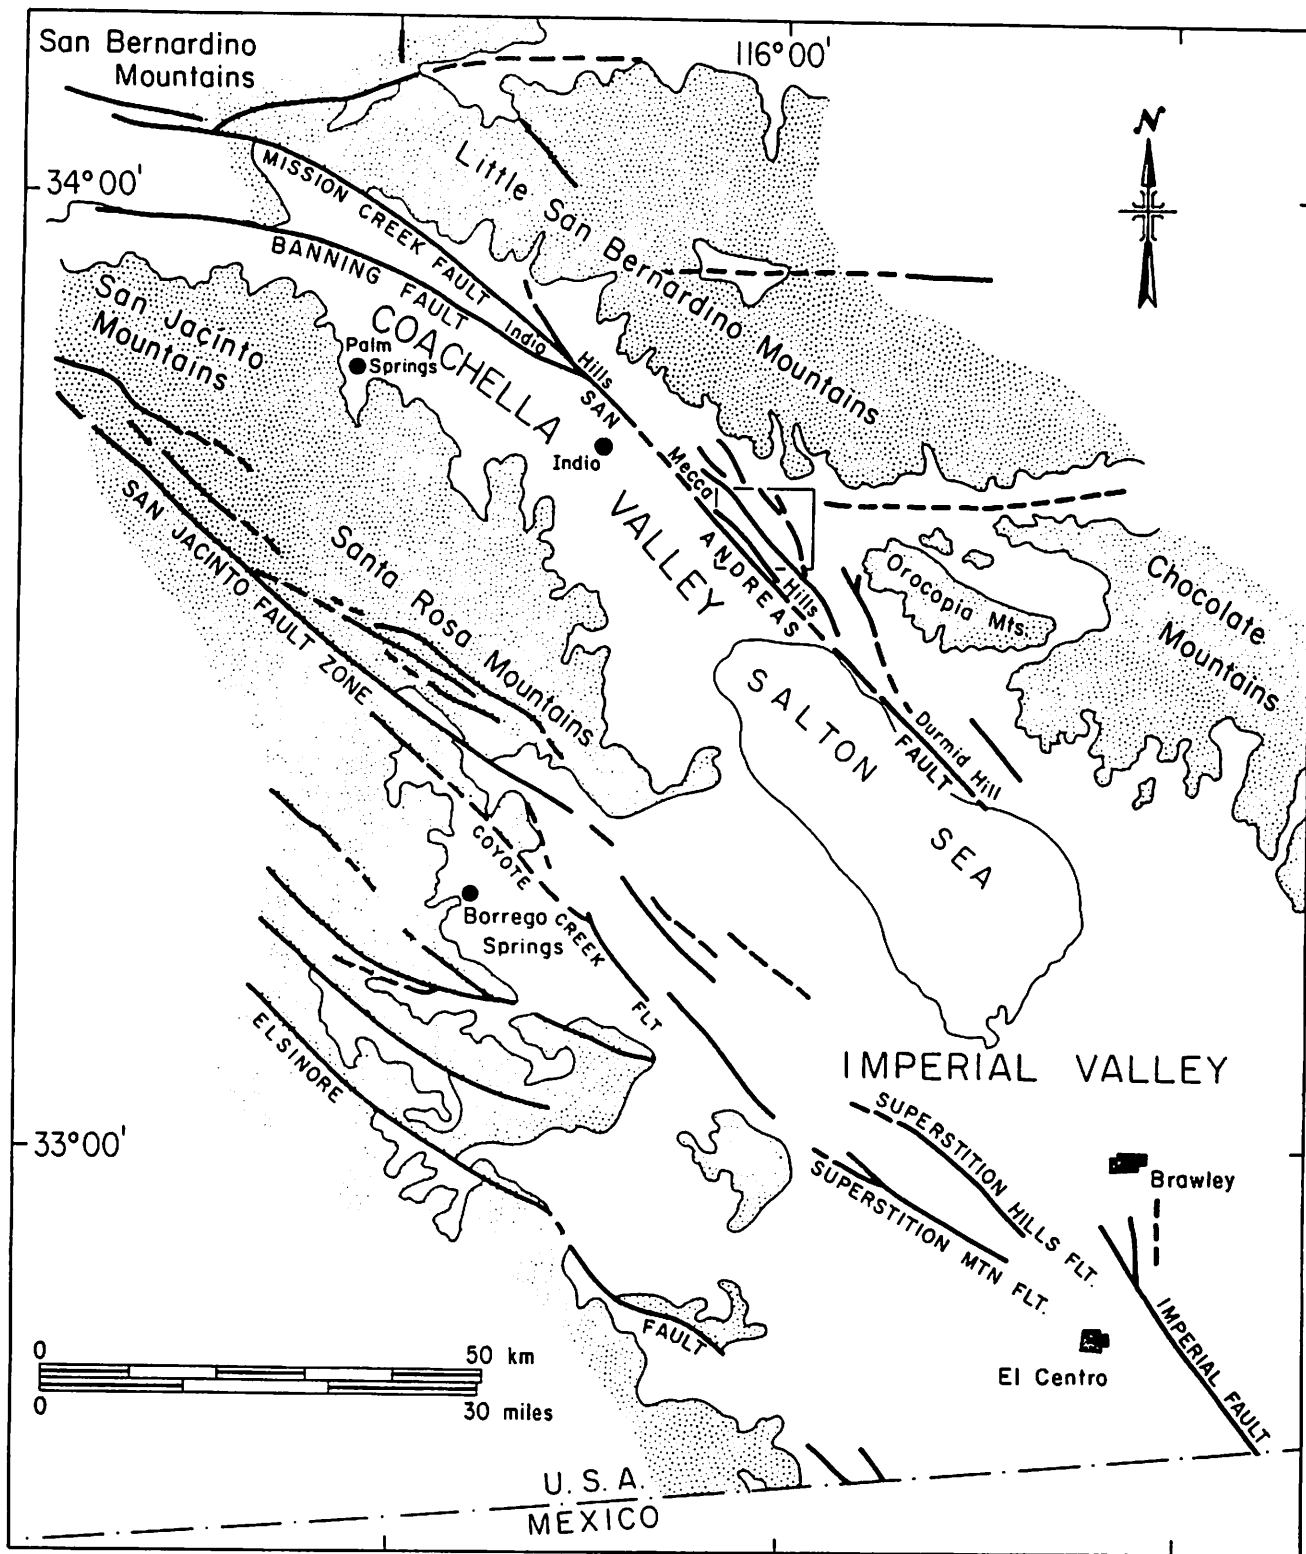 San Bernardino
Mountains
116°00'
N
34°00'
MISSION CREEK FAULT
Little San Bernardino Mountains
BANNING FAULT
San Jacinto
Mountains
COACHELLA VALLEY
Palm
Springs
Indio Hills
Indio
SAN ANDREAS FAULT
Mecca Hills
SAN JACINTO FAULT ZONE
Santa Rosa Mountains
Orocopia Mts.
Chocolate
Mountains
SALTON
SEA
Durmid Hill
COYOTE CREEK FLT
Borrego
Springs
ELSINORE FAULT
IMPERIAL VALLEY
33°00'
SUPERSTITION HILLS FLT.
SUPERSTITION MTN FLT.
Brawley
IMPERIAL FAULT
El Centro
0 50 km
0 30 miles
U.S.A.
MEXICO